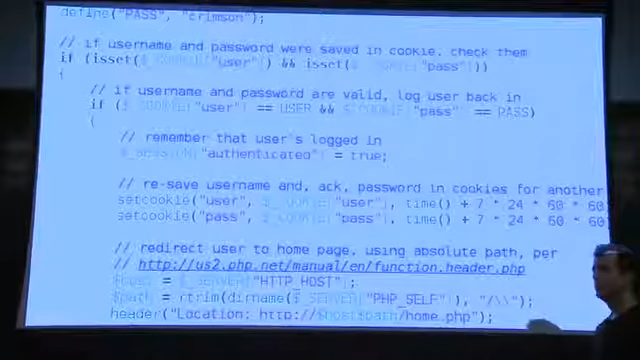 define("PASS", "crimson");
// if username and password were saved in cookie, check them
if (isset($_COOKIE["user"]) && isset($_COOKIE["pass"]))
{
// if username and password are valid, log user back in
if ($_COOKIE["user"] == USER && $_COOKIE["pass"] == PASS)
{
// remember that user's logged in
$_SESSION["authenticated"] = true;
// re-save username and, ack, password in cookies for another
setcookie("user", $_COOKIE["user"], time() + 7 * 24 * 60 * 60
setcookie("pass", $_COOKIE["pass"], time() + 7 * 24 * 60 * 60
// redirect user to home page, using absolute path, per
// http://us2.php.net/manual/en/function.header.php
$host = $_SERVER["HTTP_HOST"];
$path = rtrim(dirname($_SERVER["PHP_SELF"]), "/\\");
header("Location: http://$host$path/home.php");